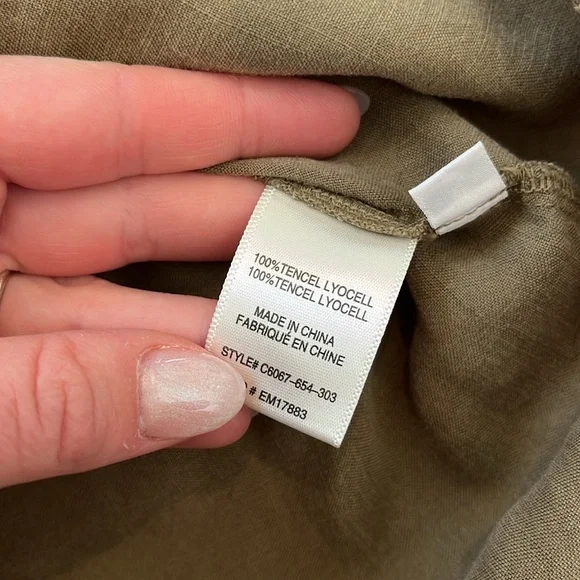 100%TENCEL LYOCELL
100%TENCEL LYOCELL
MADE IN CHINA
FABRIQUÉ EN CHINE
STYLE# C6067-654-303
# EM17883